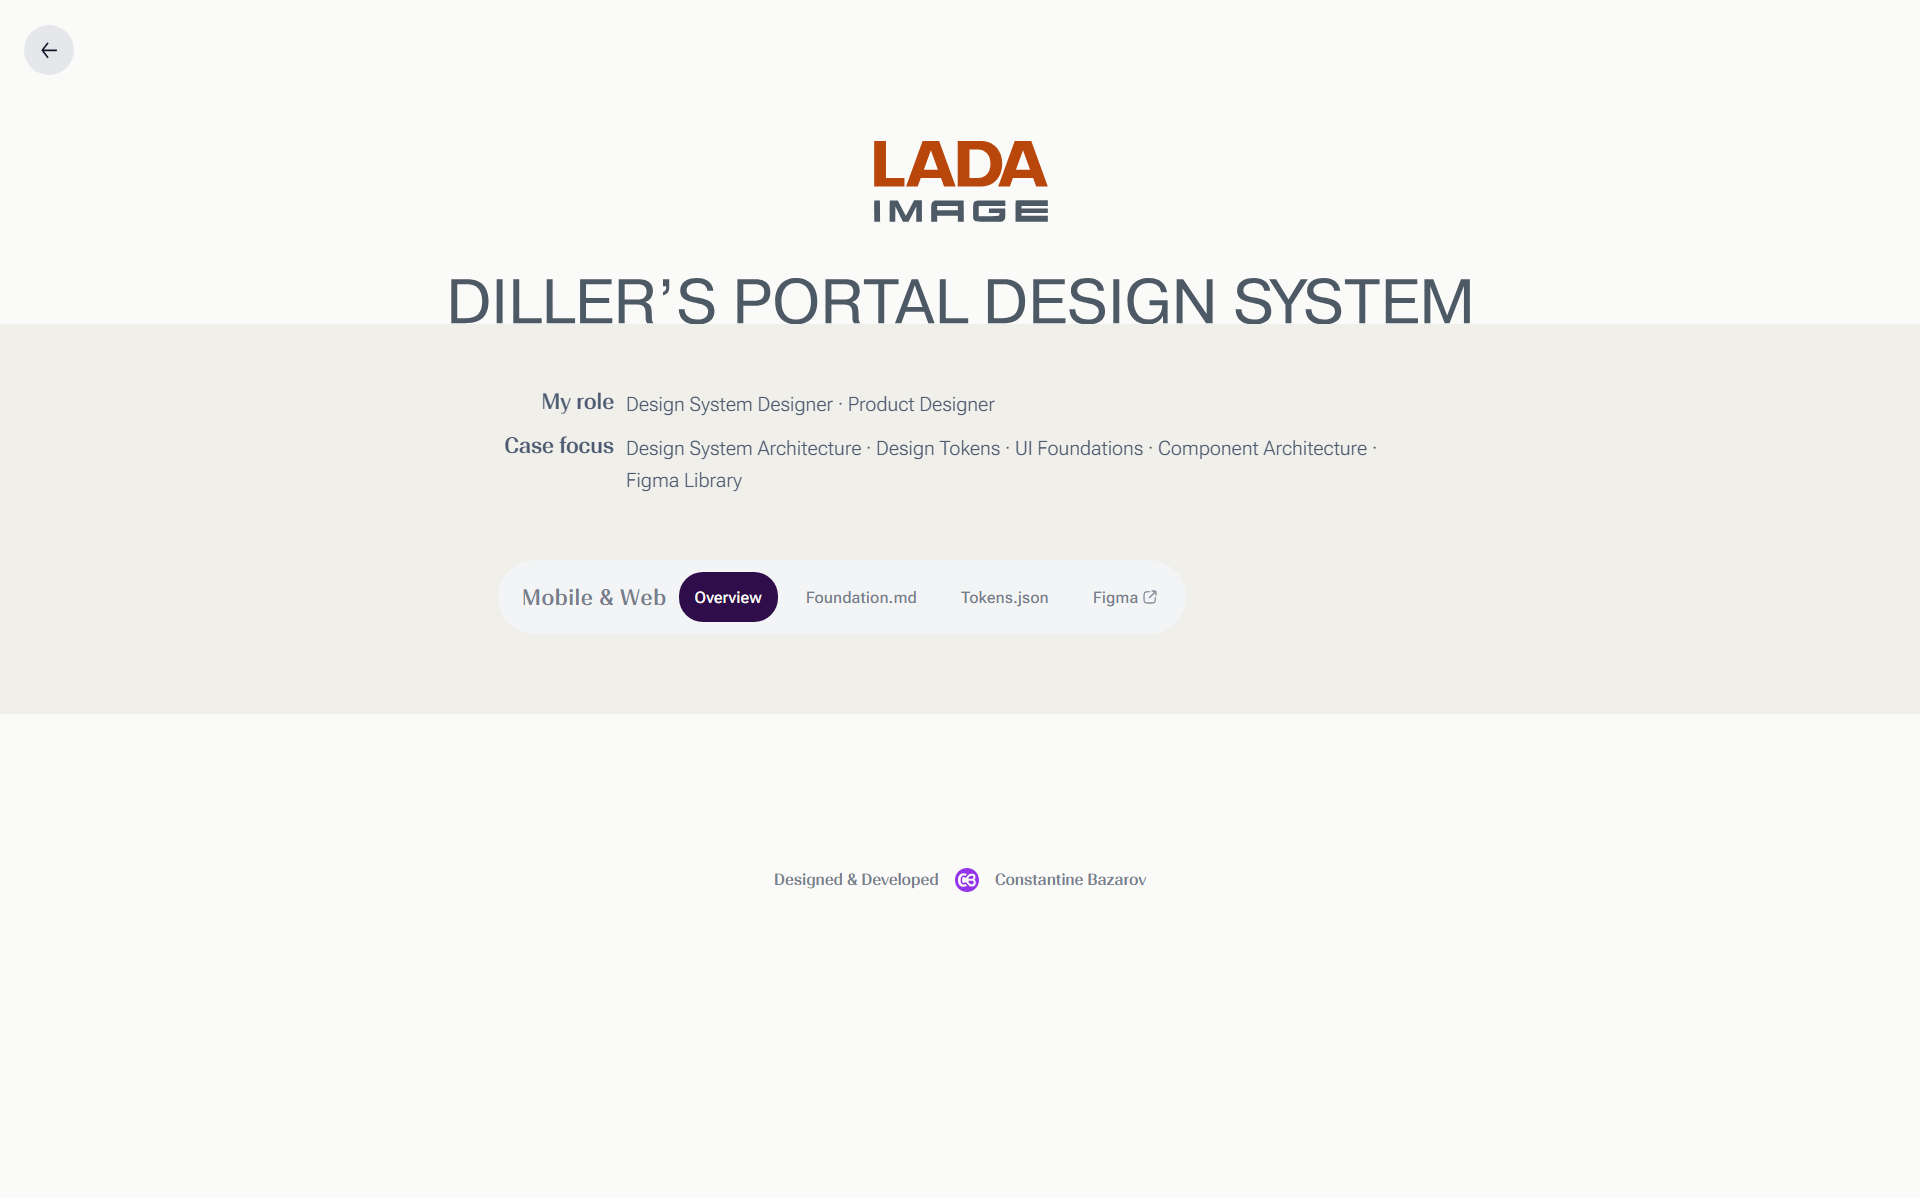 LADA
IMAGE
DILLER’S PORTAL DESIGN SYSTEM
My role Design System Designer · Product Designer
Case focus Design System Architecture · Design Tokens · UI Foundations · Component Architecture ·
Figma Library
Mobile & Web Overview Foundation.md Tokens.json Figma
Designed & Developed CB Constantine Bazarov